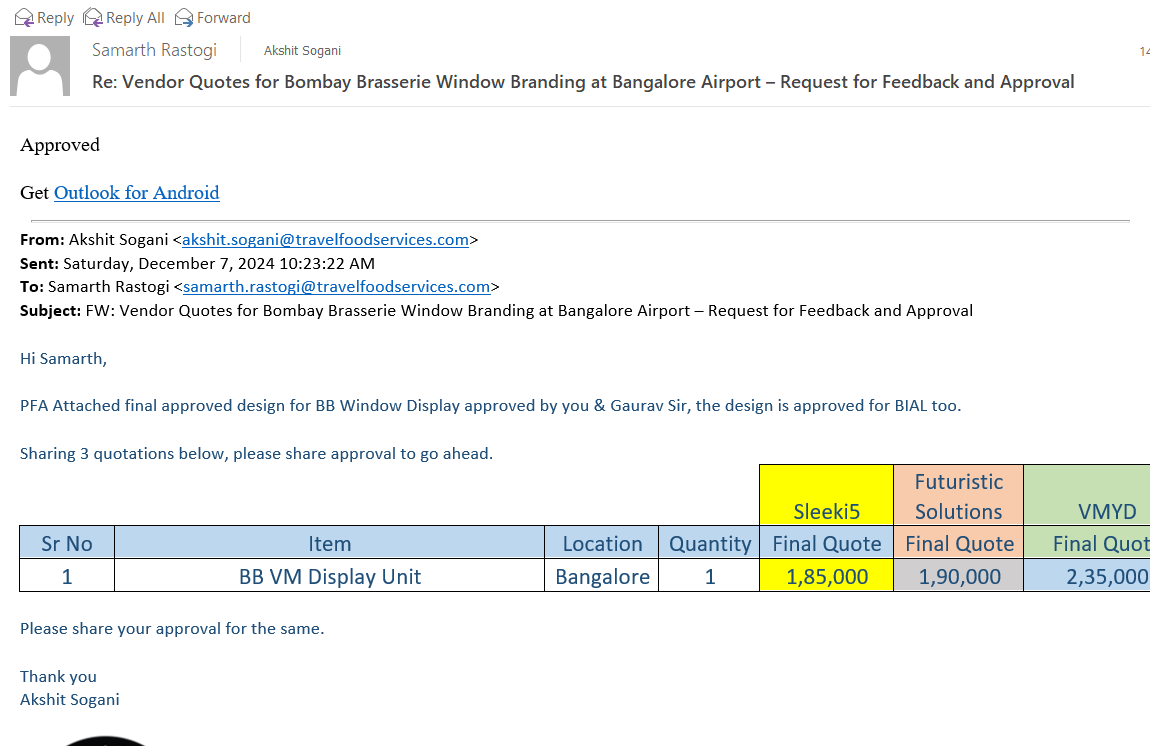 Reply Reply All Forward
Samarth Rastogi Akshit Sogani 14
Re: Vendor Quotes for Bombay Brasserie Window Branding at Bangalore Airport – Request for Feedback and Approval
Approved
Get Outlook for Android
From: Akshit Sogani <akshit.sogani@travelfoodservices.com>
Sent: Saturday, December 7, 2024 10:23:22 AM
To: Samarth Rastogi <samarth.rastogi@travelfoodservices.com>
Subject: FW: Vendor Quotes for Bombay Brasserie Window Branding at Bangalore Airport – Request for Feedback and Approval
Hi Samarth,
PFA Attached final approved design for BB Window Display approved by you & Gaurav Sir, the design is approved for BIAL too.
Sharing 3 quotations below, please share approval to go ahead.
Futuristic
Sleeki5 Solutions VMYD
Sr No Item Location Quantity Final Quote Final Quote Final Quot
1 BB VM Display Unit Bangalore 1 1,85,000 1,90,000 2,35,000
Please share your approval for the same.
Thank you
Akshit Sogani